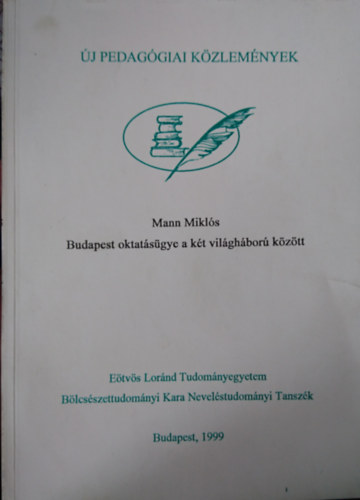 ÚJ PEDAGÓGIAI KÖZLEMÉNYEK
Mann Miklós
Budapest oktatásügye a két világháború között
Eötvös Loránd Tudományegyetem
Bölcsészettudományi Kara Neveléstudományi Tanszék
Budapest, 1999